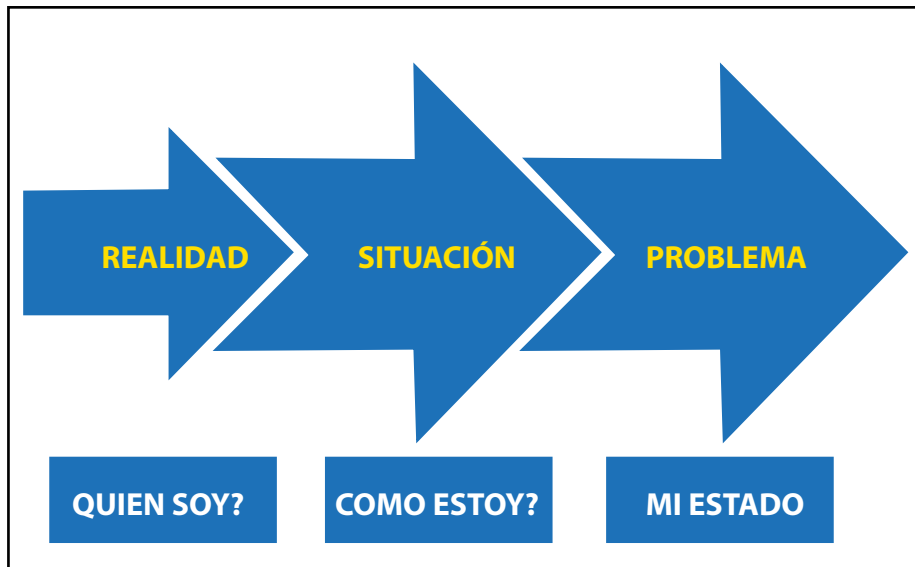 REALIDAD
SITUACIÓN
PROBLEMA
QUIEN SOY?
COMO ESTOY?
MI ESTADO